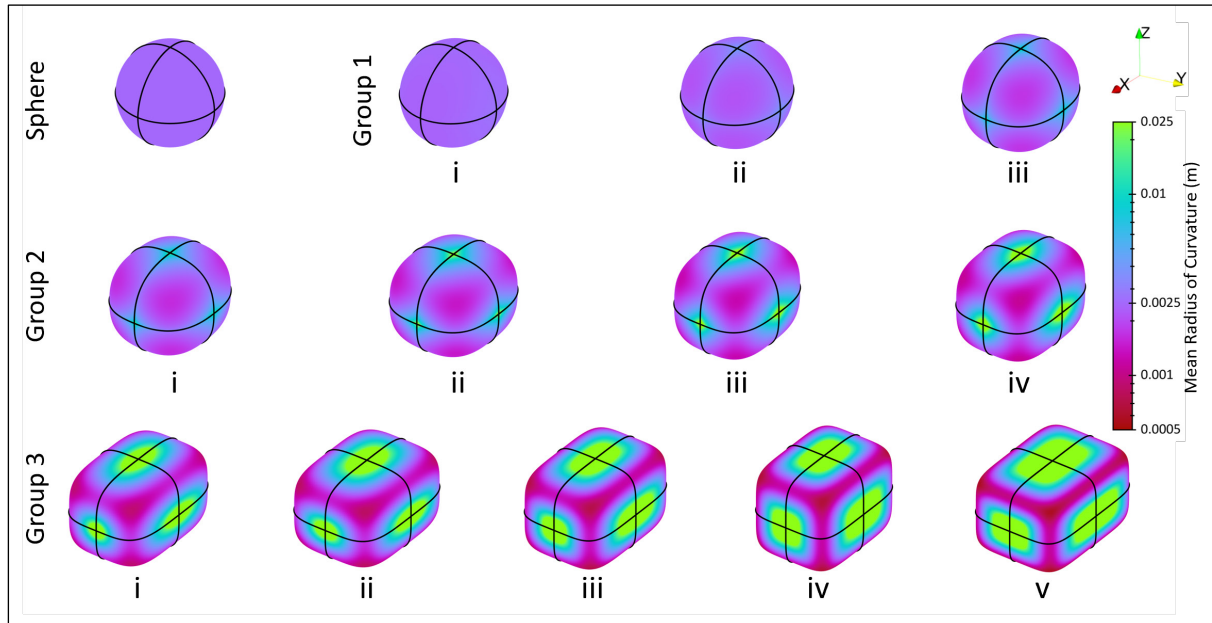 Sphere
Group 1
i
ii
iii
Z
X
Y
0.025
0.01
0.0025
0.001
0.0005
Mean Radius of Curvature (m)
Group 2
i
ii
iii
iv
Group 3
i
ii
iii
iv
v